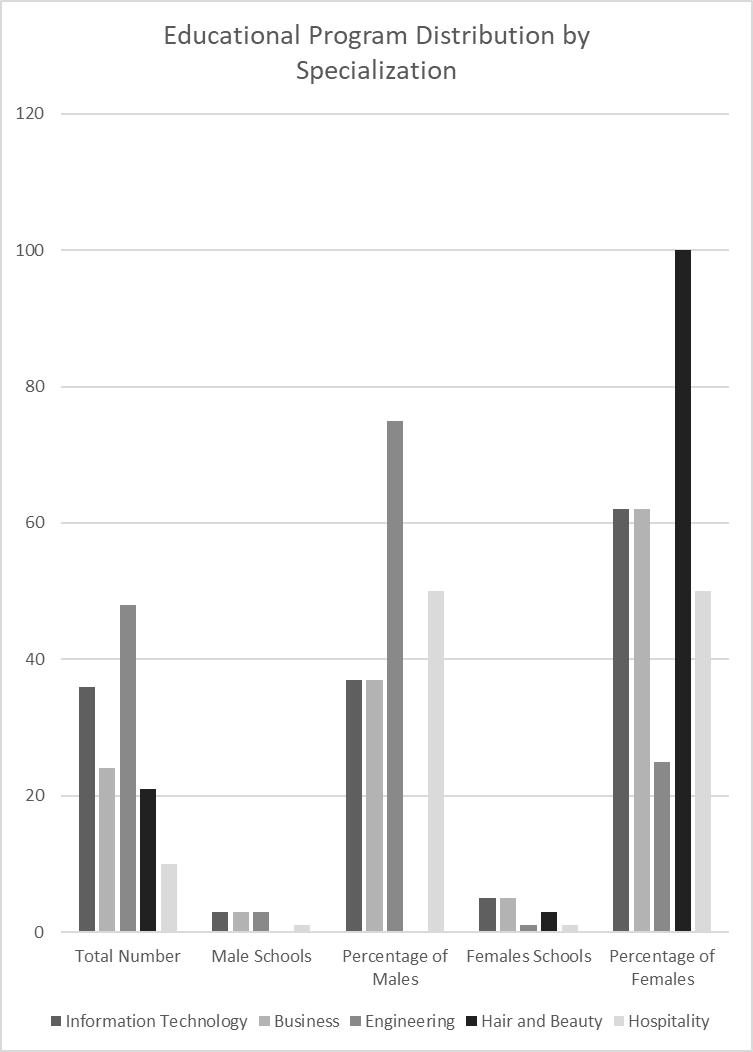 Educational Program Distribution by
Specialization
120
100
80
60
40
20
0
Total Number
Male Schools
Percentage of
Males
Females Schools
Percentage of
Females
Information Technology
Business
Engineering
Hair and Beauty
Hospitality